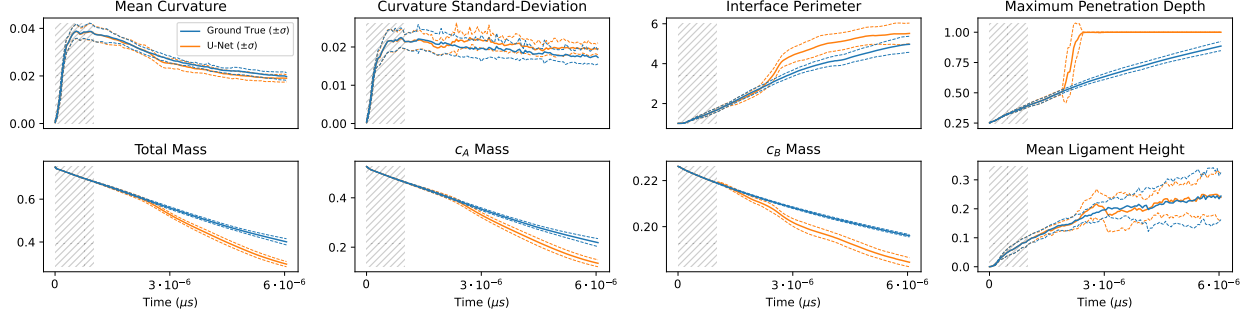 Mean Curvature
0.04
0.02
0.00
Ground True (±σ)
U-Net (±σ)
Curvature Standard-Deviation
0.03
0.02
0.01
0.00
Interface Perimeter
6
4
2
Maximum Penetration Depth
1.00
0.75
0.50
0.25
Total Mass
0.6
0.4
0
3·10⁻⁶
6·10⁻⁶
Time (μs)
c_A Mass
0.4
0.2
0
3·10⁻⁶
6·10⁻⁶
Time (μs)
c_B Mass
0.22
0.20
0
3·10⁻⁶
6·10⁻⁶
Time (μs)
Mean Ligament Height
0.3
0.2
0.1
0.0
0
3·10⁻⁶
6·10⁻⁶
Time (μs)